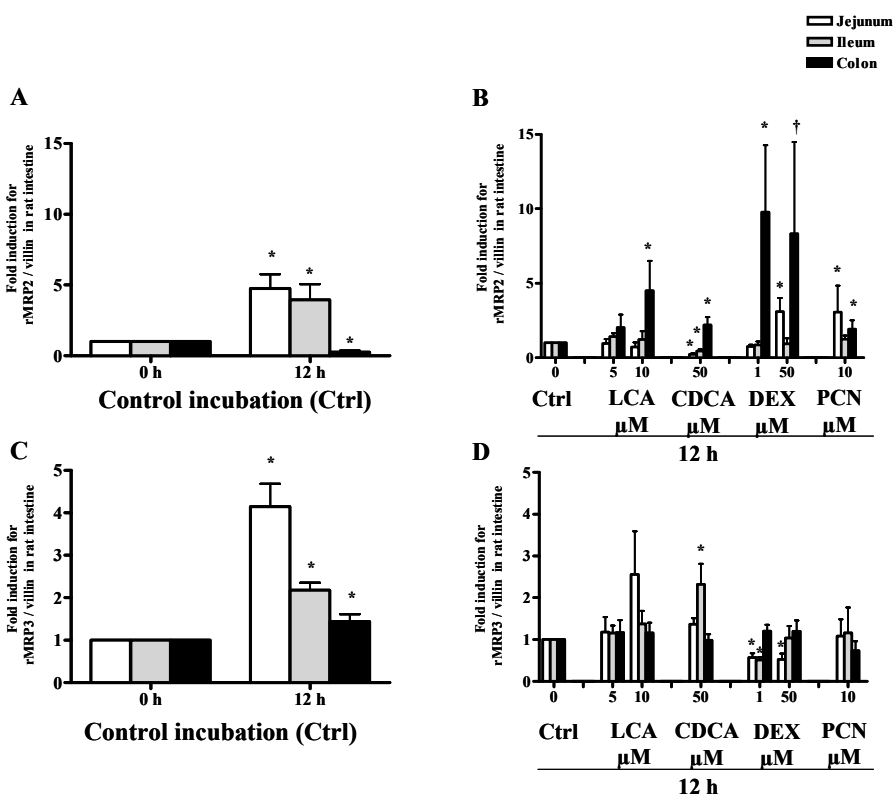 Jejunum
Ileum
Colon
A
Fold induction for
rMRP2 / villin in rat intestine
15
10
5
0
*
*
*
0 h
12 h
Control incubation (Ctrl)
B
Fold induction for
rMRP2 / villin in rat intestine
15
10
5
0
*
*
*
*
*
*
†
*
*
0
5
10
50
1
50
10
Ctrl
LCA
CDCA
DEX
PCN
µM
µM
µM
µM
12 h
C
Fold induction for
rMRP3 / villin in rat intestine
5
4
3
2
1
0
*
*
*
0 h
12 h
Control incubation (Ctrl)
D
Fold induction for
rMRP3 / villin in rat intestine
5
4
3
2
1
0
*
*
*
*
0
5
10
50
1
50
10
Ctrl
LCA
CDCA
DEX
PCN
µM
µM
µM
µM
12 h